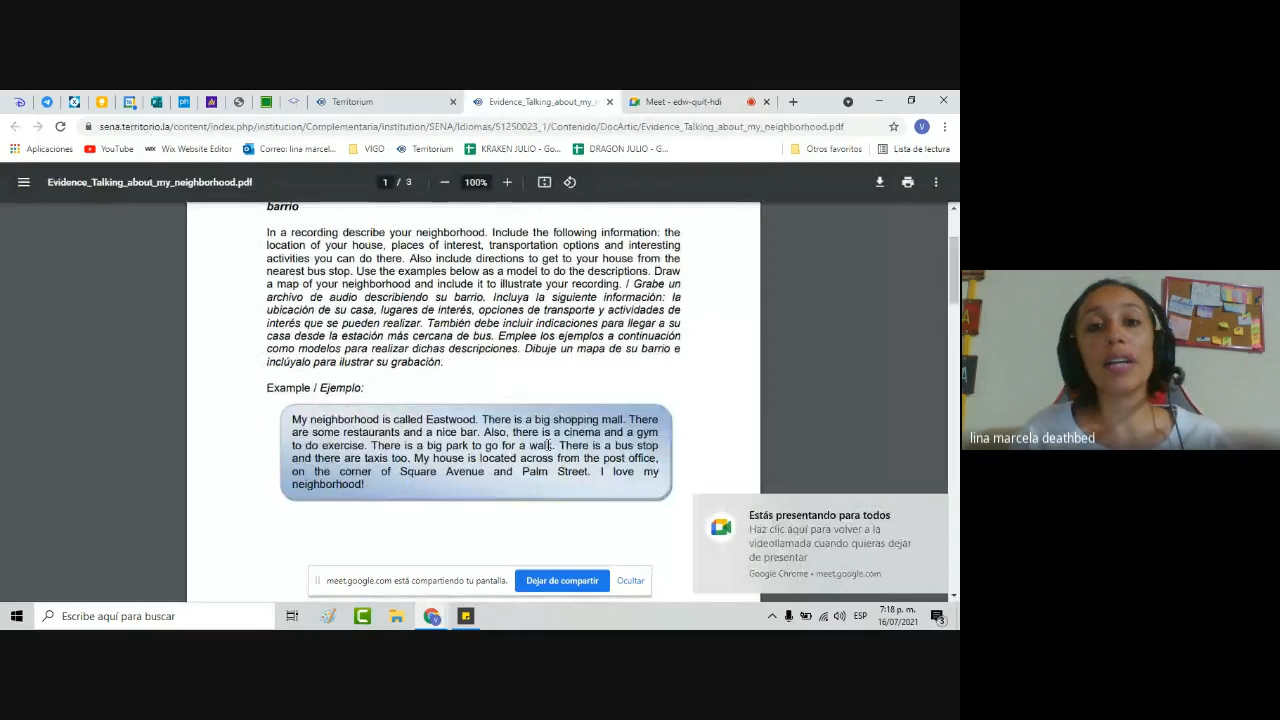 Territorium
Evidence_Talking_about_my_n
Meet - edw-quit-hdi
sena.territorio.la/content/index.php/institucion/Complementaria/institution/SENA/Idiomas/51250023_1/Contenido/DocArtic/Evidence_Talking_about_my_neighborhood.pdf
V
Aplicaciones
YouTube
WIX Wix Website Editor
Correo: lina marcel...
VIGO
Territorium
KRAKEN JULIO - Go...
DRAGON JULIO - G...
Otros favoritos
Lista de lectura
Evidence_Talking_about_my_neighborhood.pdf
1 / 3
100%
barrio
In a recording describe your neighborhood. Include the following information: the
location of your house, places of interest, transportation options and interesting
activities you can do there. Also include directions to get to your house from the
nearest bus stop. Use the examples below as a model to do the descriptions. Draw
a map of your neighborhood and include it to illustrate your recording. / Grabe un
archivo de audio describiendo su barrio. Incluya la siguiente información: la
ubicación de su casa, lugares de interés, opciones de transporte y actividades de
interés que se pueden realizar. También debe incluir indicaciones para llegar a su
casa desde la estación más cercana de bus. Emplee los ejemplos a continuación
como modelos para realizar dichas descripciones. Dibuje un mapa de su barrio e
inclúyalo para ilustrar su grabación.
Example / Ejemplo:
My neighborhood is called Eastwood. There is a big shopping mall. There
are some restaurants and a nice bar. Also, there is a cinema and a gym
to do exercise. There is a big park to go for a walk. There is a bus stop
and there are taxis too. My house is located across from the post office,
on the corner of Square Avenue and Palm Street. I love my
neighborhood!
lina marcela deathbed
Estás presentando para todos
Haz clic aquí para volver a la
videollamada cuando quieras dejar
de presentar
Google Chrome • meet.google.com
meet.google.com está compartiendo tu pantalla.
Dejar de compartir
Ocultar
Escribe aquí para buscar
ESP
7:18 p. m.
16/07/2021
3